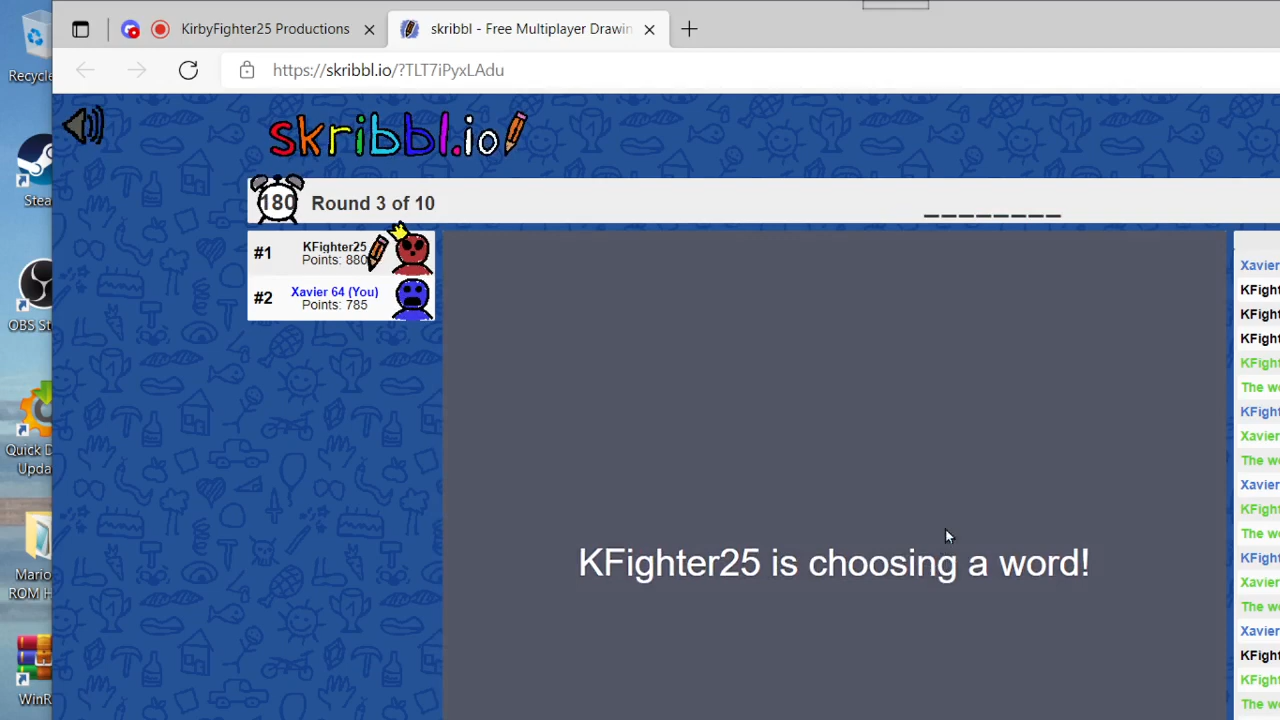 KirbyFighter25 Productions
skribbl - Free Multiplayer Drawin
https://skribbl.io/?TLT7iPyxLAdu
Recycle
Stea
OBS St
Quick D
Upda
Mario
ROM H
WinR
skribbl.io
180
Round 3 of 10
________
#1
KFighter25
Points: 880
#2
Xavier 64 (You)
Points: 785
KFighter25 is choosing a word!
Xavier
KFight
KFight
KFight
KFight
The wo
KFight
Xavier
The wo
Xavier
KFight
The wo
KFight
Xavier
The wo
Xavier
KFight
KFight
The wo